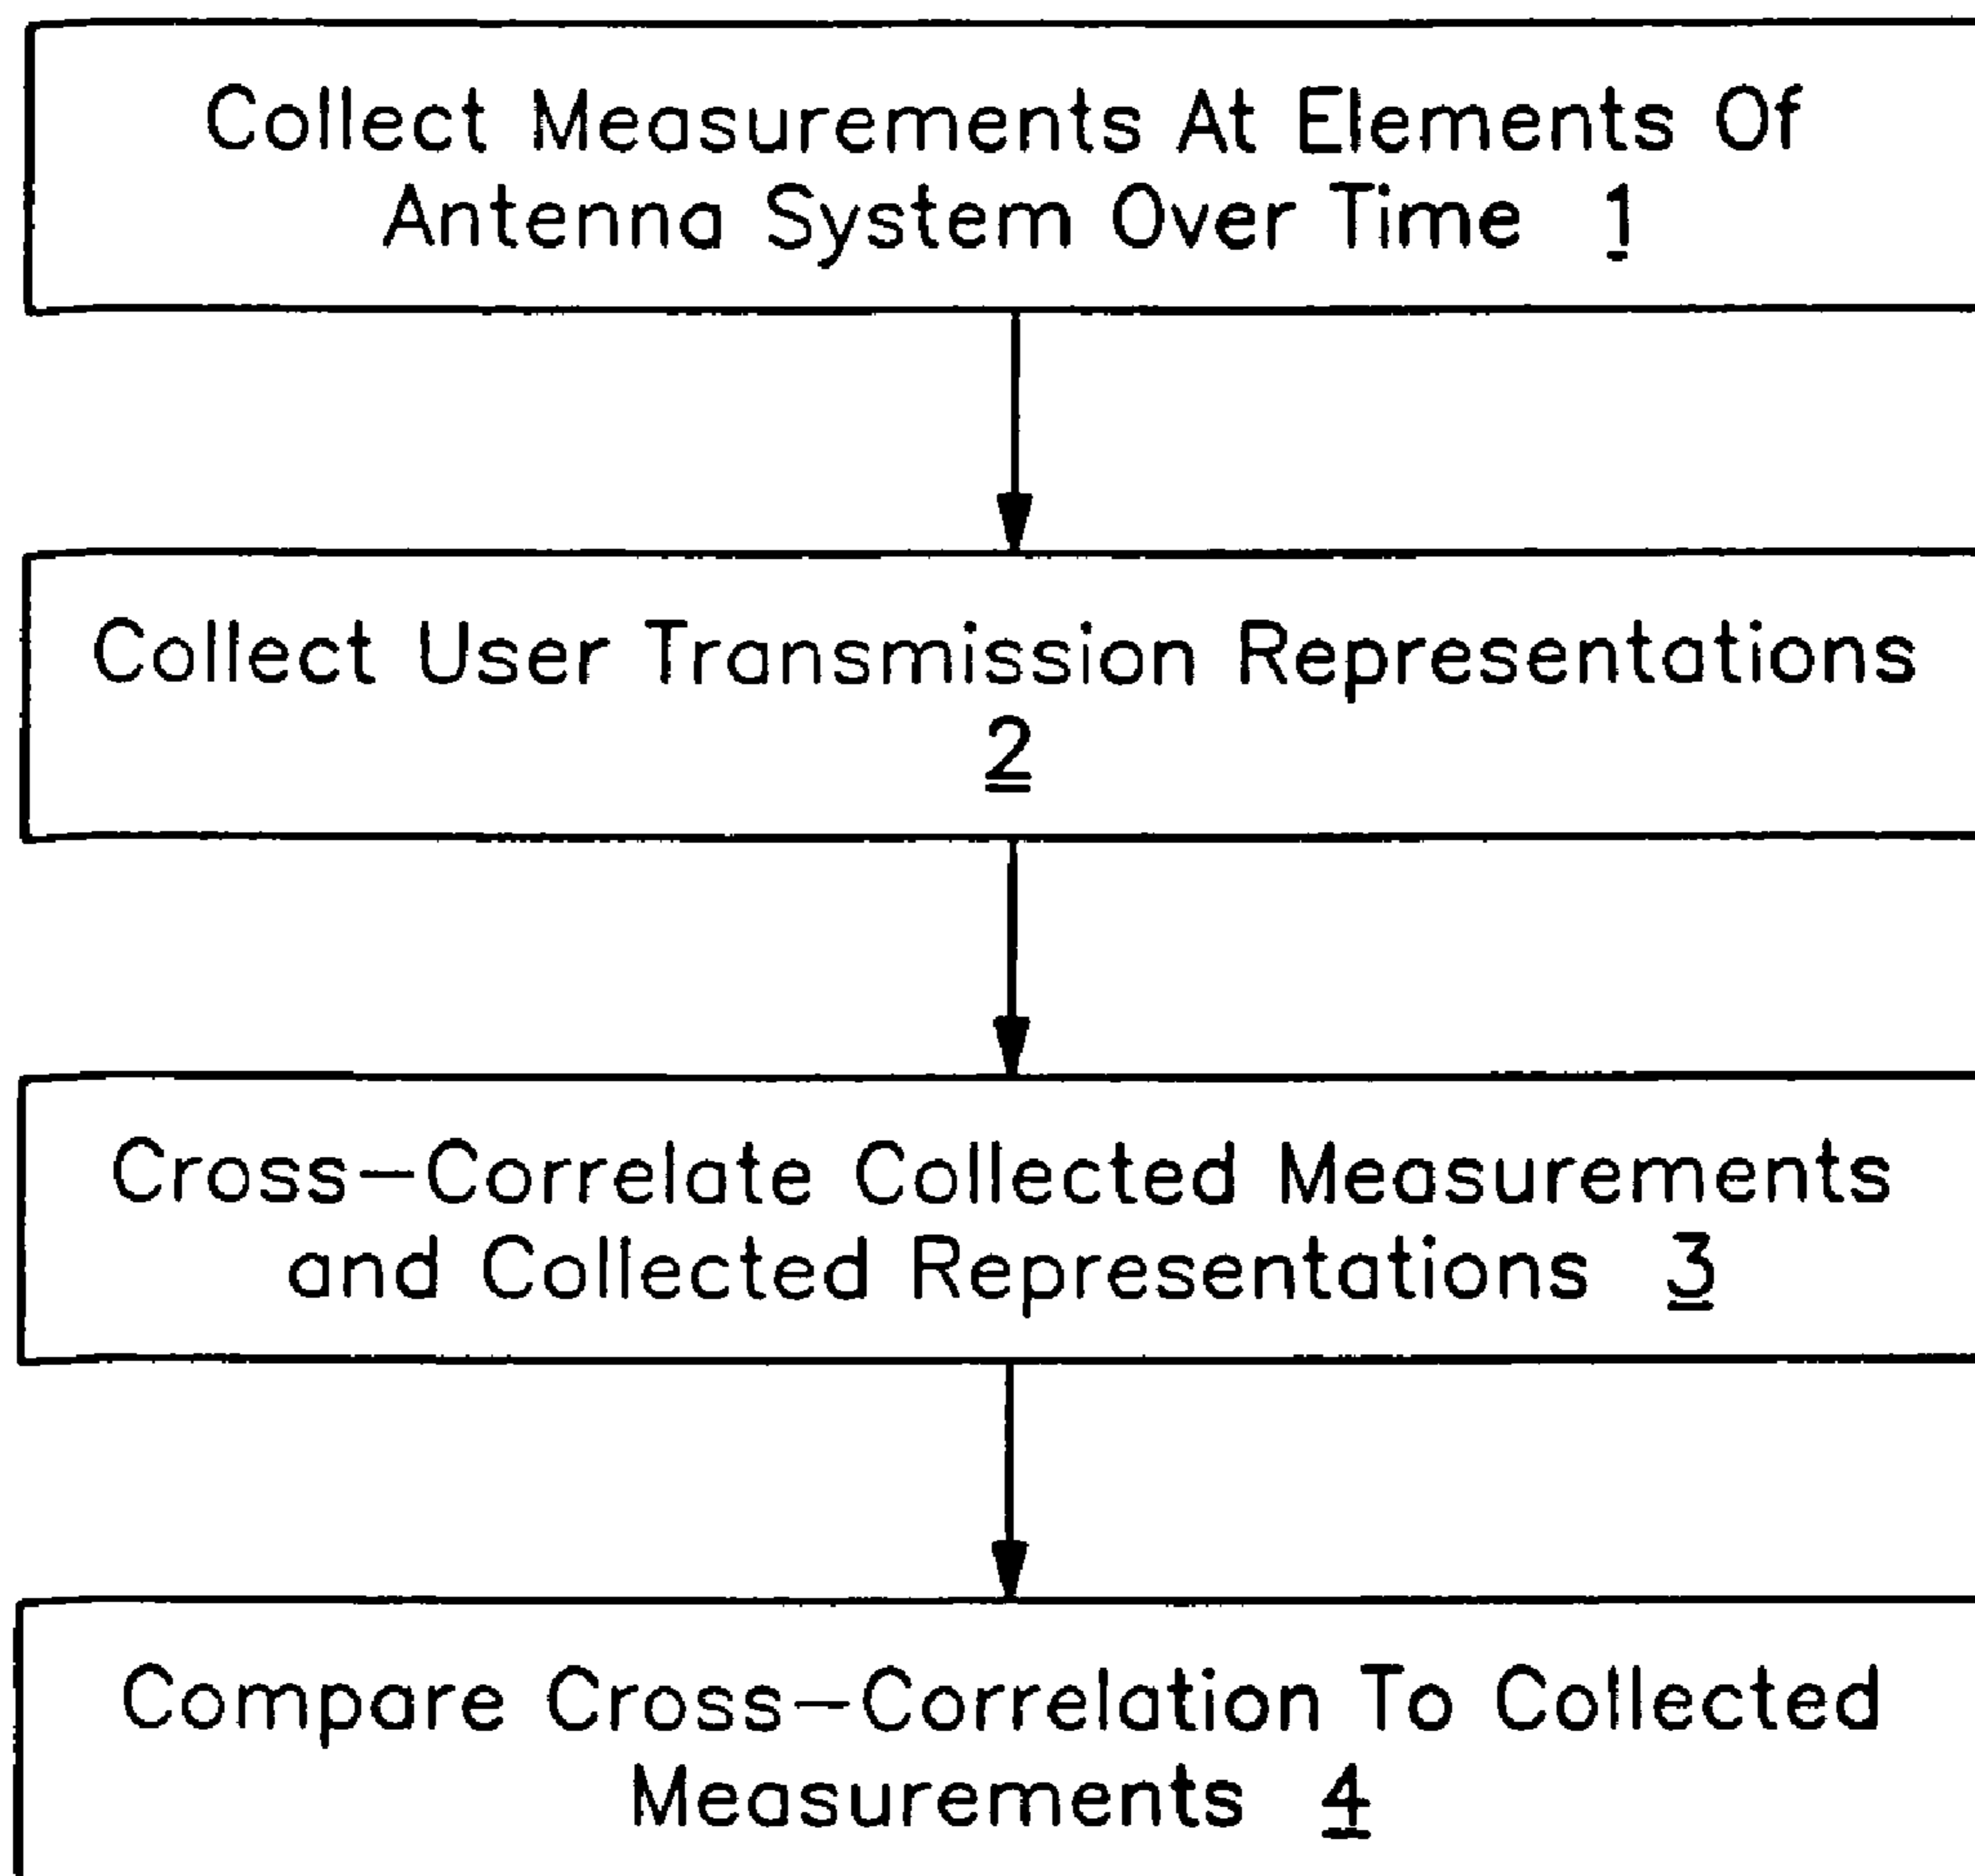 Collect Measurements At Elements Of
Antenna System Over Time 1
Collect User Transmission Representations
2
Cross-Correlate Collected Measurements
and Collected Representations 3
Compare Cross-Correlation To Collected
Measurements 4